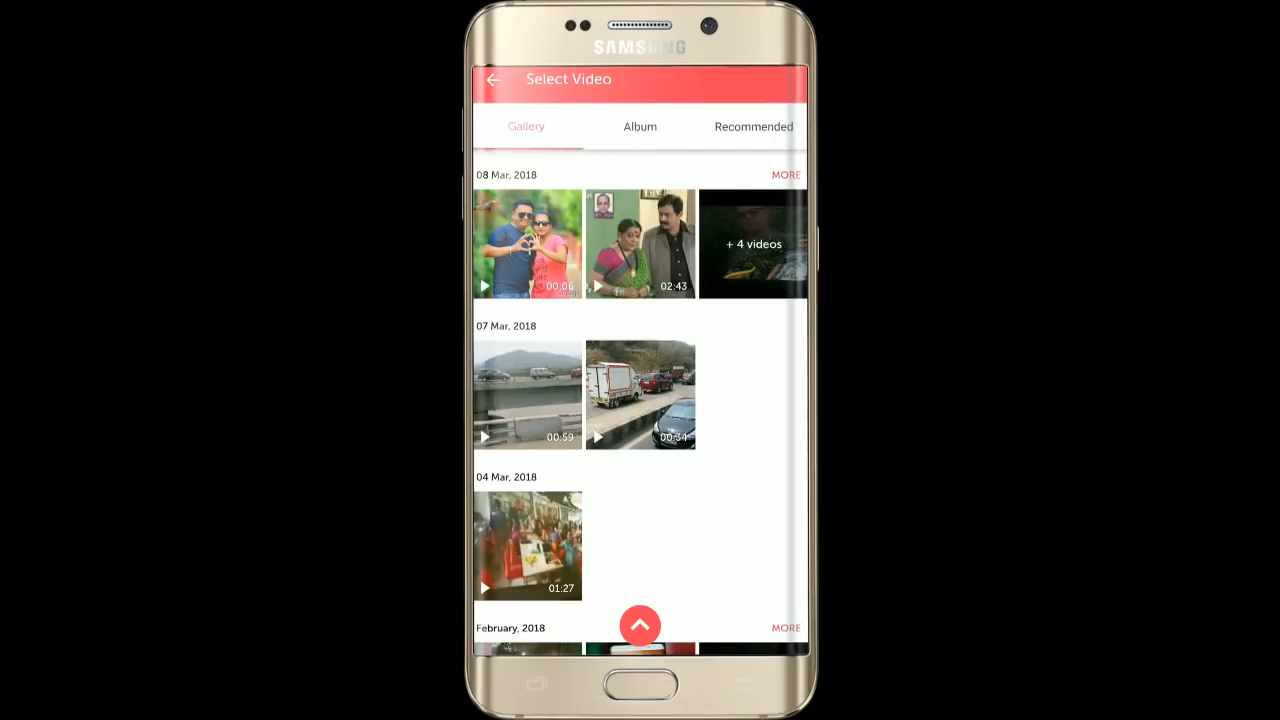 SAMSUNG
Select Video
Gallery Album Recommended
08 Mar, 2018 MORE
00:06 02:43 + 4 videos
07 Mar, 2018
00:59 00:34
04 Mar, 2018
01:27
February, 2018 MORE